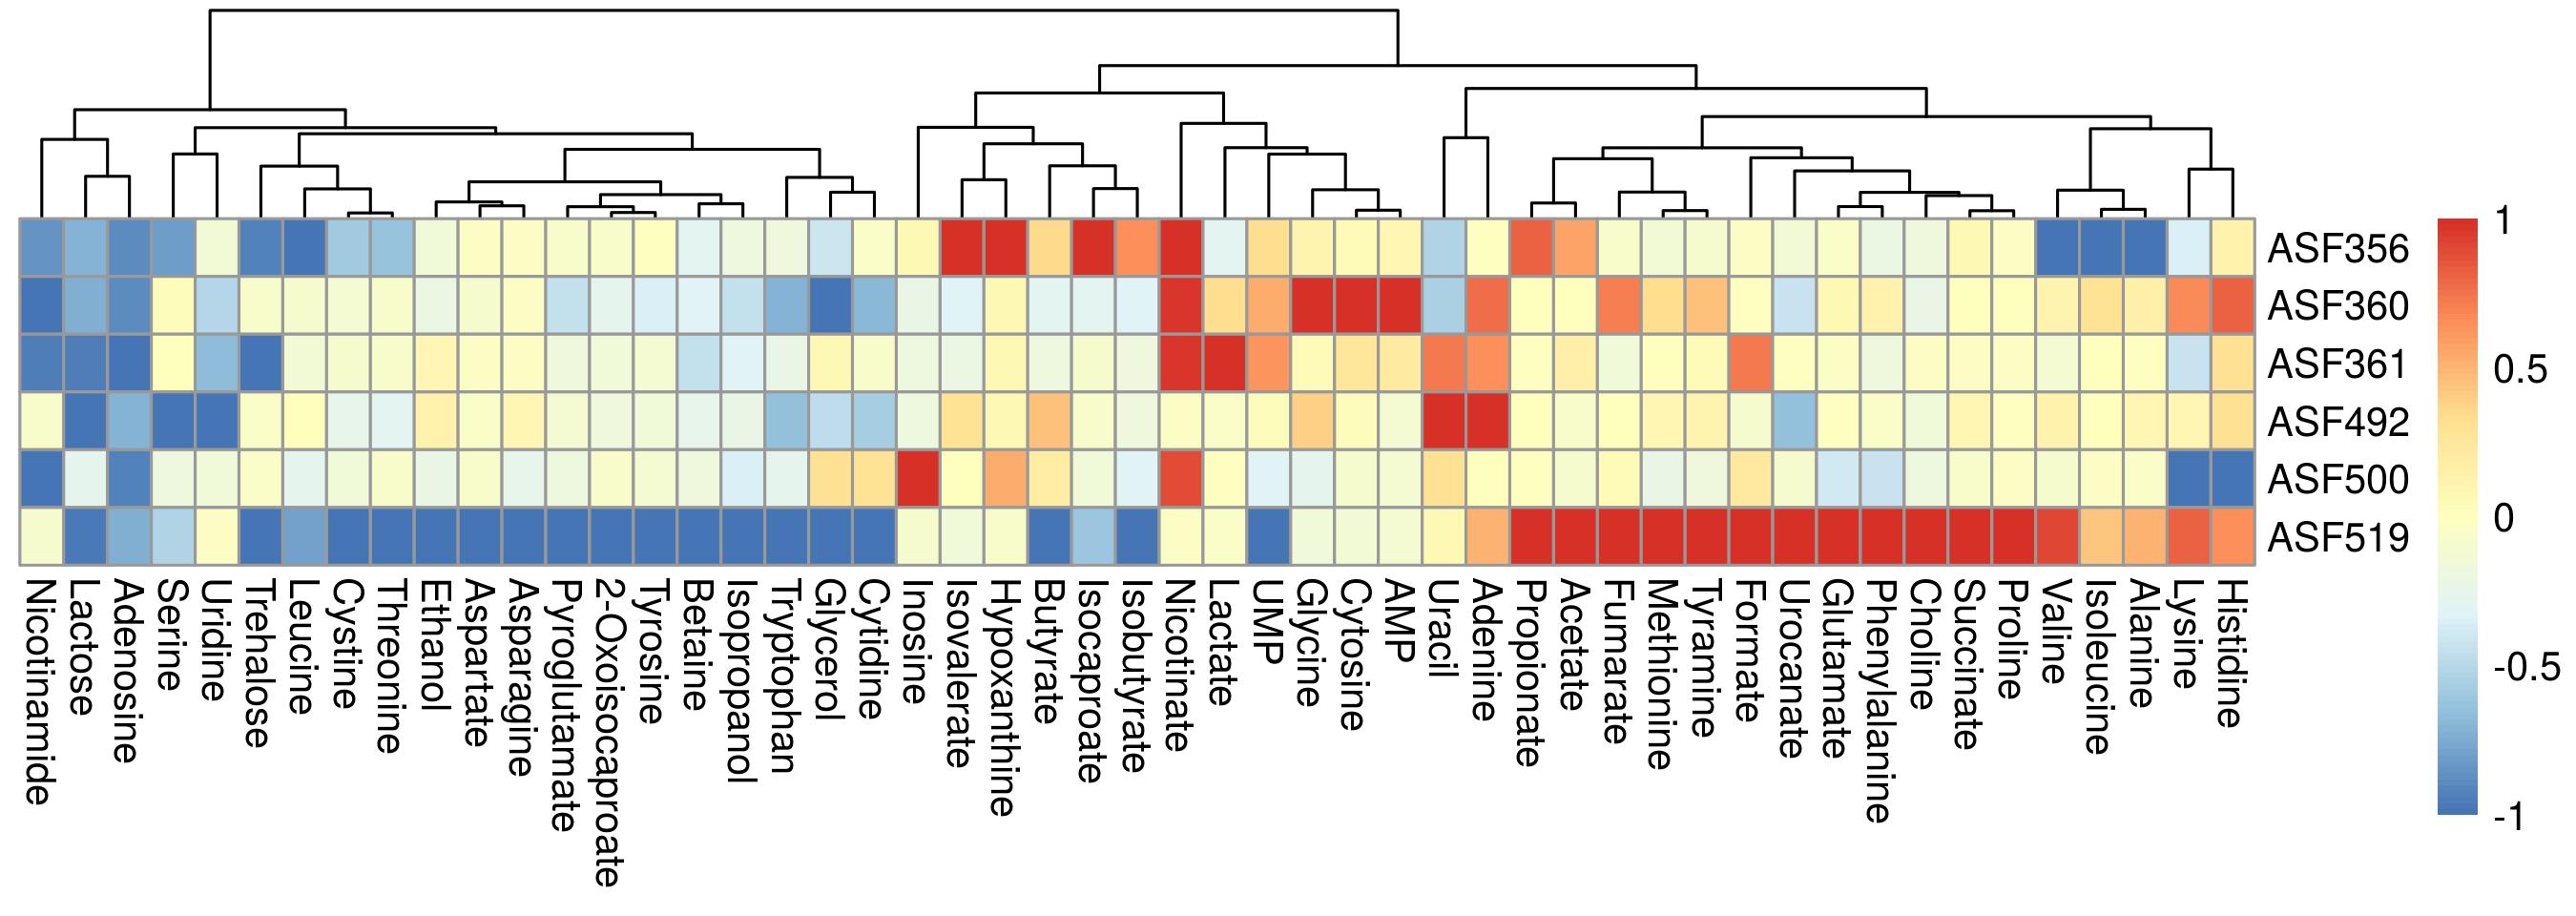 ASF356
ASF360
ASF361
ASF492
ASF500
ASF519
1
0.5
0
-0.5
-1
Nicotinamide
Lactose
Adenosine
Serine
Uridine
Trehalose
Leucine
Cystine
Threonine
Ethanol
Aspartate
Asparagine
Pyroglutamate
2-Oxoisocaproate
Tyrosine
Betaine
Isopropanol
Tryptophan
Glycerol
Cytidine
Inosine
Isovalerate
Hypoxanthine
Butyrate
Isocaproate
Isobutyrate
Nicotinate
Lactate
UMP
Glycine
Cytosine
AMP
Uracil
Adenine
Propionate
Acetate
Fumarate
Methionine
Tyramine
Formate
Urocanate
Glutamate
Phenylalanine
Choline
Succinate
Proline
Valine
Isoleucine
Alanine
Lysine
Histidine